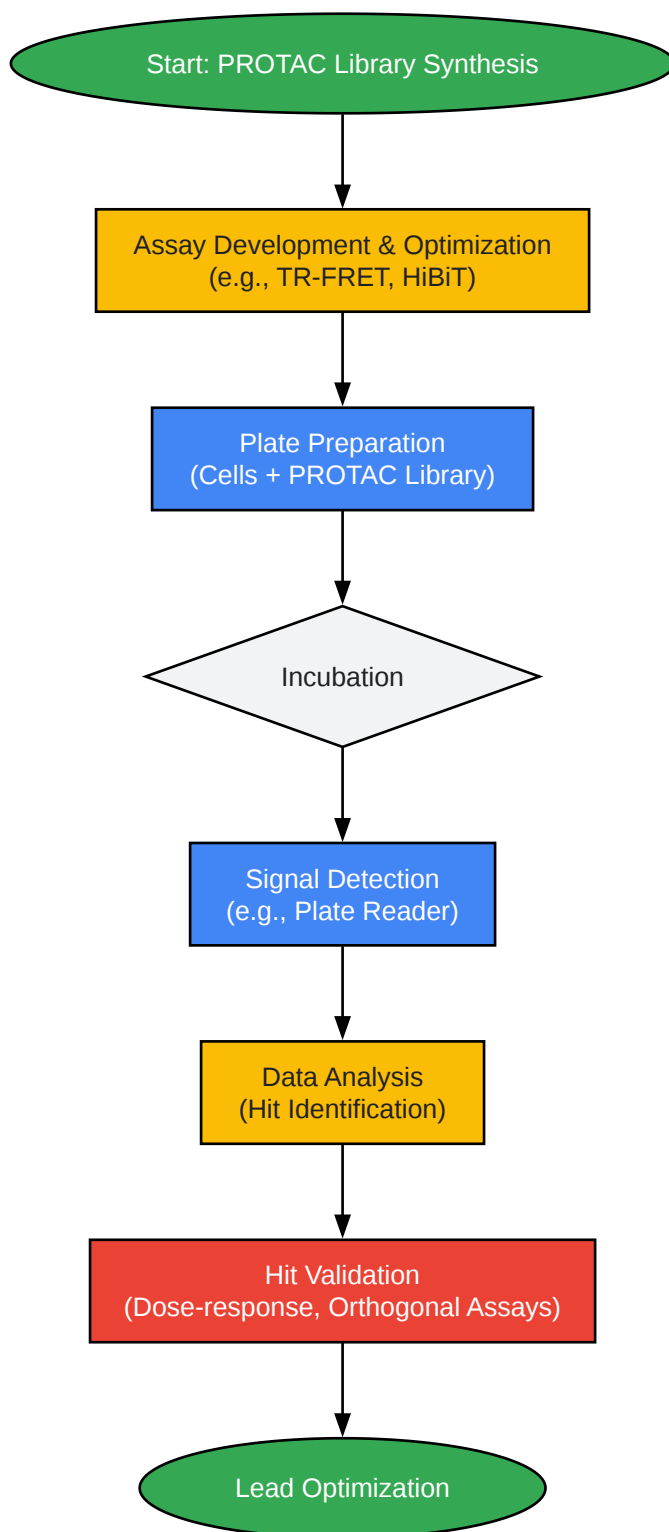 Start: PROTAC Library Synthesis
Assay Development & Optimization
(e.g., TR-FRET, HiBiT)
Plate Preparation
(Cells + PROTAC Library)
Incubation
Signal Detection
(e.g., Plate Reader)
Data Analysis
(Hit Identification)
Hit Validation
(Dose-response, Orthogonal Assays)
Lead Optimization